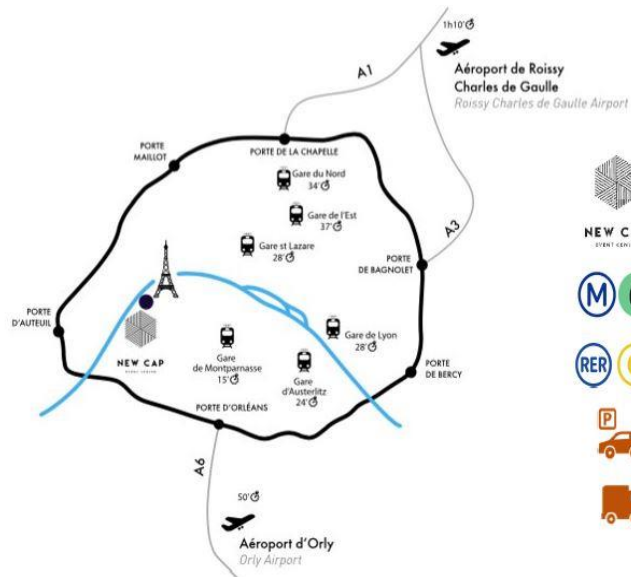 1h10'
A1
Aéroport de Roissy
Charles de Gaulle
Roissy Charles de Gaulle Airport
PORTE
MAILLOT
PORTE DE LA CHAPELLE
Gare du Nord
34'
Gare de l'Est
37'
Gare st Lazare
28'
A3
NEW C
PORTE
DE BAGNOLET
M
PORTE
D'AUTEUIL
NEW CAP
EVENT CENTER
Gare
de Montparnasse
15'
Gare de Lyon
28'
Gare
d'Austerlitz
24'
PORTE
DE BERCY
RER
PORTE D'ORLÉANS
P
A6
50'
Aéroport d'Orly
Orly Airport